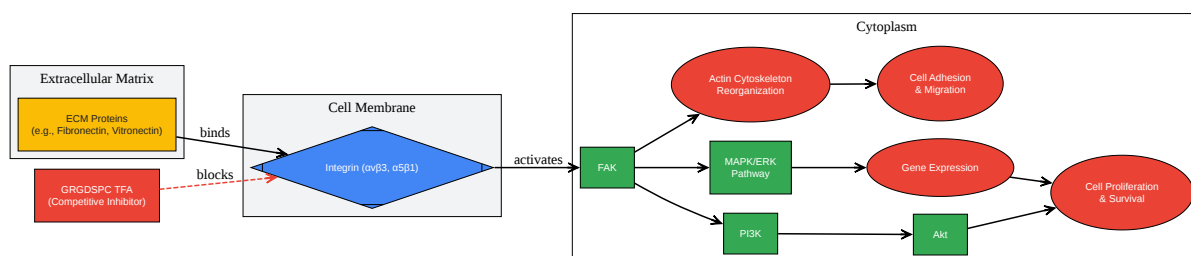 Cytoplasm
Extracellular Matrix
ECM Proteins
(e.g., Fibronectin, Vitronectin)
GRGDSPC TFA
(Competitive Inhibitor)
binds
blocks
Cell Membrane
Integrin (αvβ3, α5β1)
activates
FAK
Actin Cytoskeleton
Reorganization
Cell Adhesion
& Migration
MAPK/ERK
Pathway
Gene Expression
PI3K
Akt
Cell Proliferation
& Survival